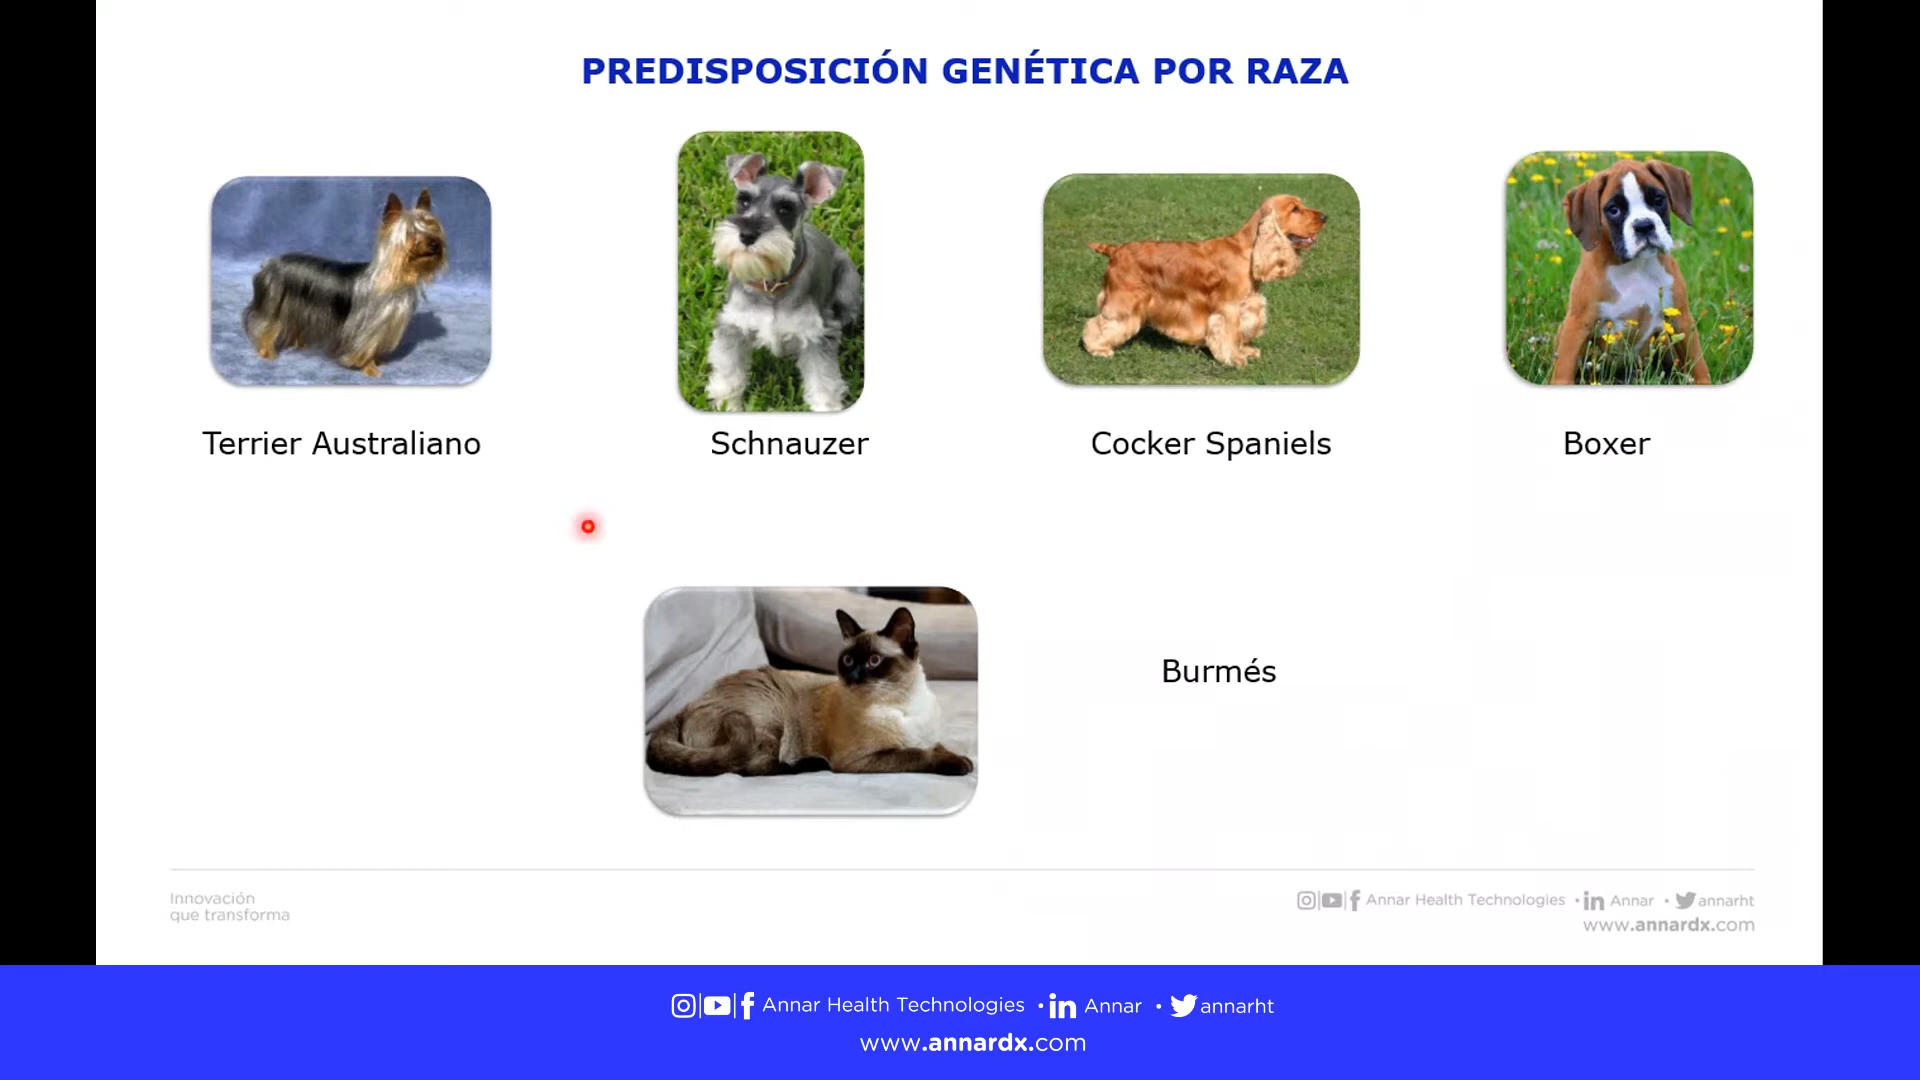 PREDISPOSICIÓN GENÉTICA POR RAZA
Terrier Australiano
Schnauzer
Cocker Spaniels
Boxer
Burmés
Innovación
que transforma
Annar Health Technologies • Annar • annarht
www.annardx.com
Annar Health Technologies • Annar • annarht
www.annardx.com